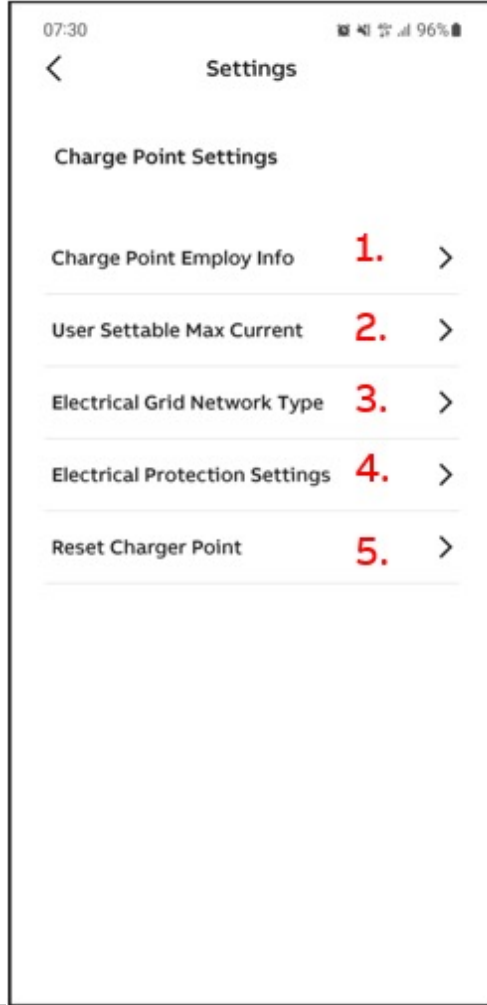 07:30 96%
Settings
Charge Point Settings
Charge Point Employ Info 1.
User Settable Max Current 2.
Electrical Grid Network Type 3.
Electrical Protection Settings 4.
Reset Charger Point 5.